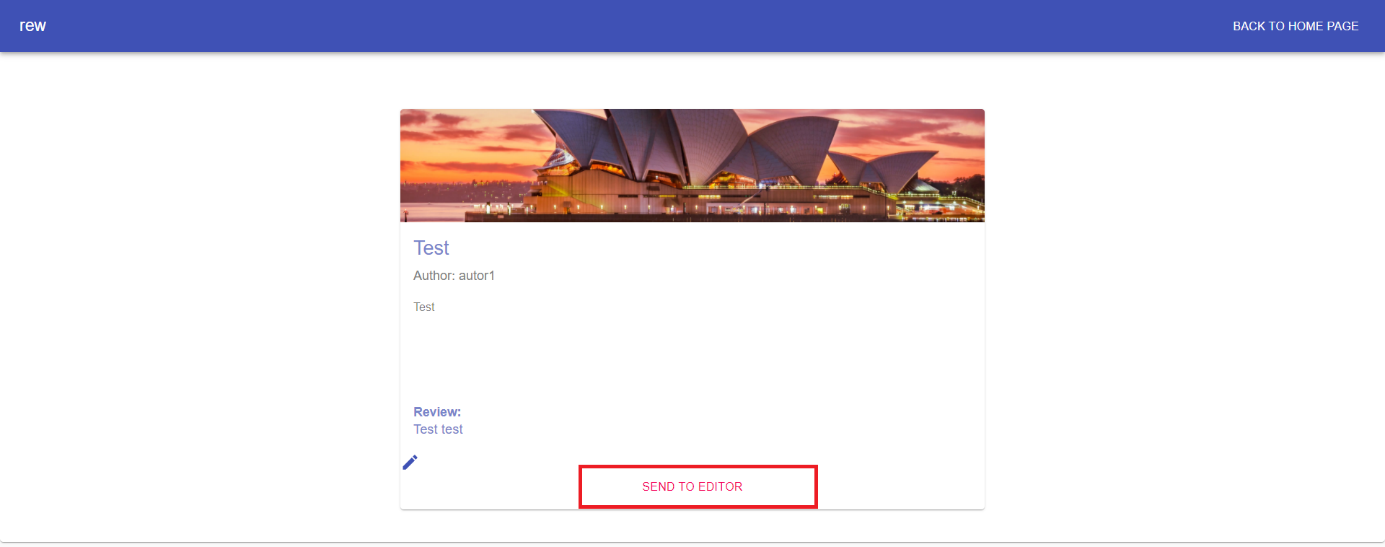 rew
BACK TO HOME PAGE
Test
Author: autor1
Test
Review:
Test test
SEND TO EDITOR